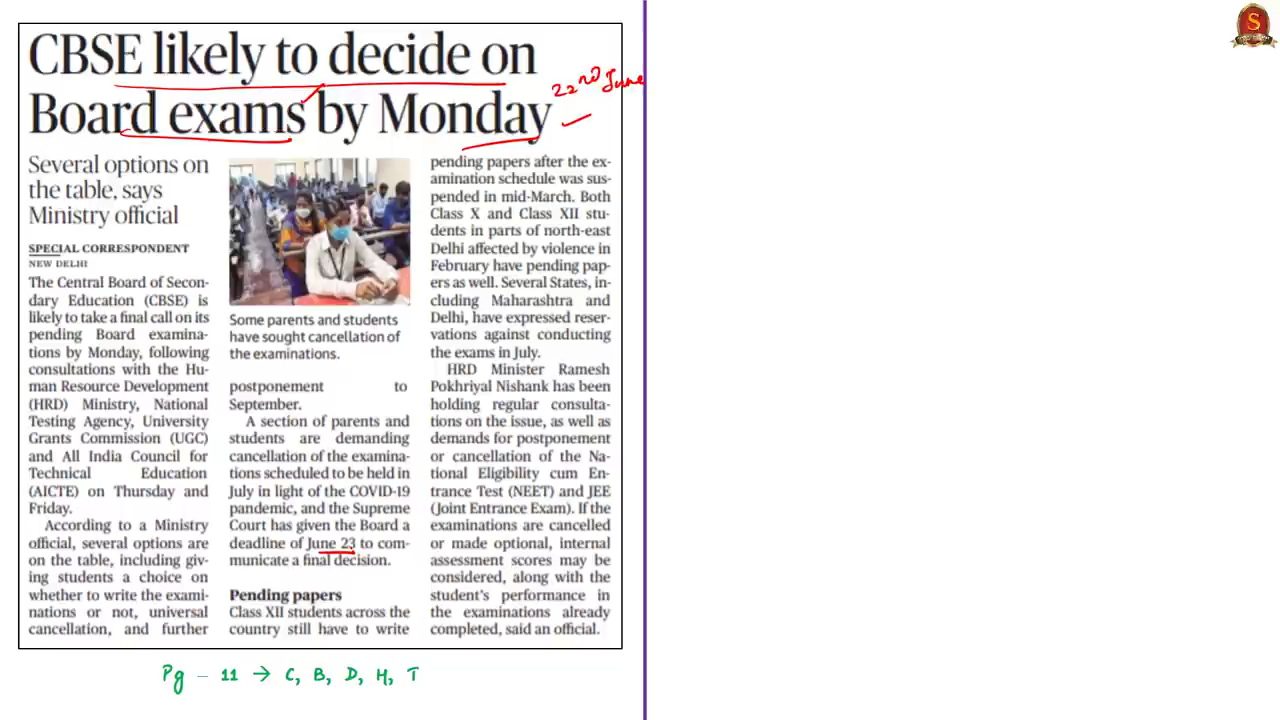 CBSE likely to decide on
Board exams by Monday
22nd June
Several options on
the table, says
Ministry official
SPECIAL CORRESPONDENT
NEW DELHI
The Central Board of Secon-
dary Education (CBSE) is
likely to take a final call on its
pending Board examina-
tions by Monday, following
consultations with the Hu-
man Resource Development
(HRD) Ministry, National
Testing Agency, University
Grants Commission (UGC)
and All India Council for
Technical Education
(AICTE) on Thursday and
Friday.
According to a Ministry
official, several options are
on the table, including giv-
ing students a choice on
whether to write the exami-
nations or not, universal
cancellation, and further
Some parents and students
have sought cancellation of
the examinations.
postponement to
September.
A section of parents and
students are demanding
cancellation of the examina-
tions scheduled to be held in
July in light of the COVID-19
pandemic, and the Supreme
Court has given the Board a
deadline of June 23 to com-
municate a final decision.
Pending papers
Class XII students across the
country still have to write
pending papers after the ex-
amination schedule was sus-
pended in mid-March. Both
Class X and Class XII stu-
dents in parts of north-east
Delhi affected by violence in
February have pending pap-
ers as well. Several States, in-
cluding Maharashtra and
Delhi, have expressed reser-
vations against conducting
the exams in July.
HRD Minister Ramesh
Pokhriyal Nishank has been
holding regular consulta-
tions on the issue, as well as
demands for postponement
or cancellation of the Na-
tional Eligibility cum En-
trance Test (NEET) and JEE
(Joint Entrance Exam). If the
examinations are cancelled
or made optional, internal
assessment scores may be
considered, along with the
student's performance in
the examinations already
completed, said an official.
Pg - 11 → C, B, D, H, T
S